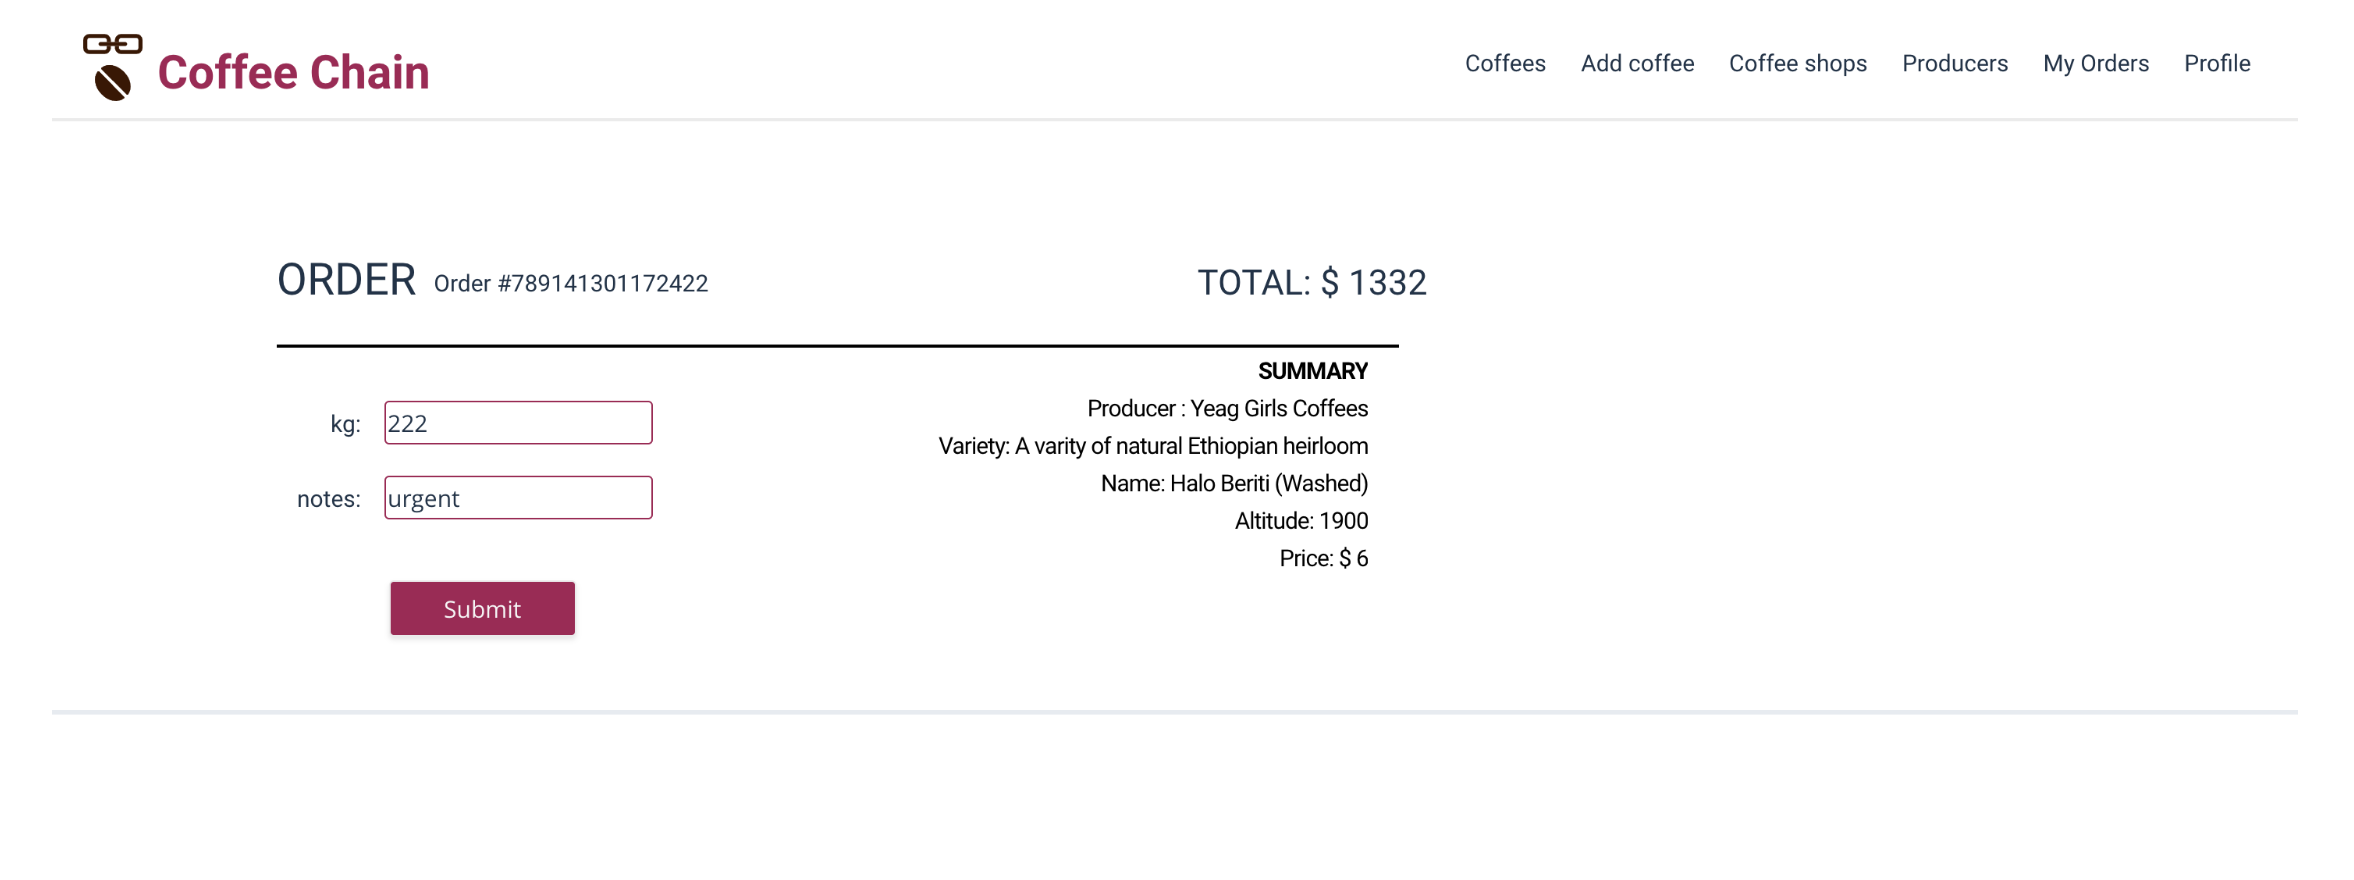 Coffee Chain
Coffees Add coffee Coffee shops Producers My Orders Profile
ORDER Order #789141301172422
TOTAL: $ 1332
kg: 222
notes: urgent
Submit
SUMMARY
Producer : Yeag Girls Coffees
Variety: A varity of natural Ethiopian heirloom
Name: Halo Beriti (Washed)
Altitude: 1900
Price: $ 6